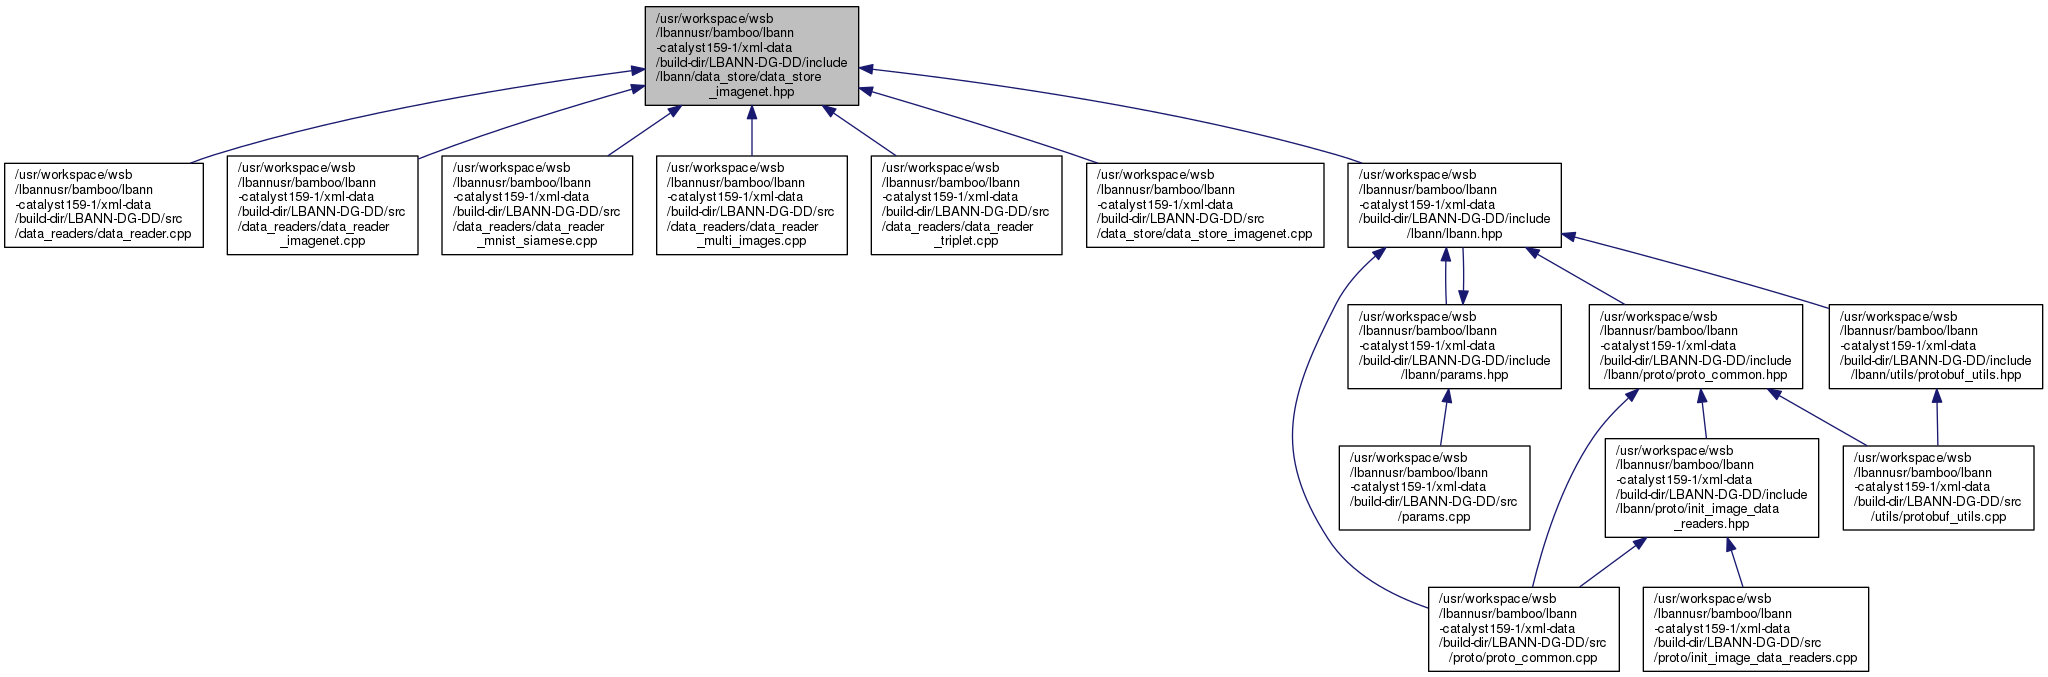 /usr/workspace/wsb
/lbannusr/bamboo/lbann
-catalyst159-1/xml-data
/build-dir/LBANN-DG-DD/include
/lbann/data_store/data_store
_imagenet.hpp
/usr/workspace/wsb
/lbannusr/bamboo/lbann
-catalyst159-1/xml-data
/build-dir/LBANN-DG-DD/src
/data_readers/data_reader.cpp
/usr/workspace/wsb
/lbannusr/bamboo/lbann
-catalyst159-1/xml-data
/build-dir/LBANN-DG-DD/src
/data_readers/data_reader
_imagenet.cpp
/usr/workspace/wsb
/lbannusr/bamboo/lbann
-catalyst159-1/xml-data
/build-dir/LBANN-DG-DD/src
/data_readers/data_reader
_mnist_siamese.cpp
/usr/workspace/wsb
/lbannusr/bamboo/lbann
-catalyst159-1/xml-data
/build-dir/LBANN-DG-DD/src
/data_readers/data_reader
_multi_images.cpp
/usr/workspace/wsb
/lbannusr/bamboo/lbann
-catalyst159-1/xml-data
/build-dir/LBANN-DG-DD/src
/data_readers/data_reader
_triplet.cpp
/usr/workspace/wsb
/lbannusr/bamboo/lbann
-catalyst159-1/xml-data
/build-dir/LBANN-DG-DD/src
/data_store/data_store_imagenet.cpp
/usr/workspace/wsb
/lbannusr/bamboo/lbann
-catalyst159-1/xml-data
/build-dir/LBANN-DG-DD/include
/lbann/lbann.hpp
/usr/workspace/wsb
/lbannusr/bamboo/lbann
-catalyst159-1/xml-data
/build-dir/LBANN-DG-DD/include
/lbann/params.hpp
/usr/workspace/wsb
/lbannusr/bamboo/lbann
-catalyst159-1/xml-data
/build-dir/LBANN-DG-DD/include
/lbann/proto/proto_common.hpp
/usr/workspace/wsb
/lbannusr/bamboo/lbann
-catalyst159-1/xml-data
/build-dir/LBANN-DG-DD/include
/lbann/utils/protobuf_utils.hpp
/usr/workspace/wsb
/lbannusr/bamboo/lbann
-catalyst159-1/xml-data
/build-dir/LBANN-DG-DD/src
/params.cpp
/usr/workspace/wsb
/lbannusr/bamboo/lbann
-catalyst159-1/xml-data
/build-dir/LBANN-DG-DD/include
/lbann/proto/init_image_data
_readers.hpp
/usr/workspace/wsb
/lbannusr/bamboo/lbann
-catalyst159-1/xml-data
/build-dir/LBANN-DG-DD/src
/utils/protobuf_utils.cpp
/usr/workspace/wsb
/lbannusr/bamboo/lbann
-catalyst159-1/xml-data
/build-dir/LBANN-DG-DD/src
/proto/proto_common.cpp
/usr/workspace/wsb
/lbannusr/bamboo/lbann
-catalyst159-1/xml-data
/build-dir/LBANN-DG-DD/src
/proto/init_image_data_readers.cpp